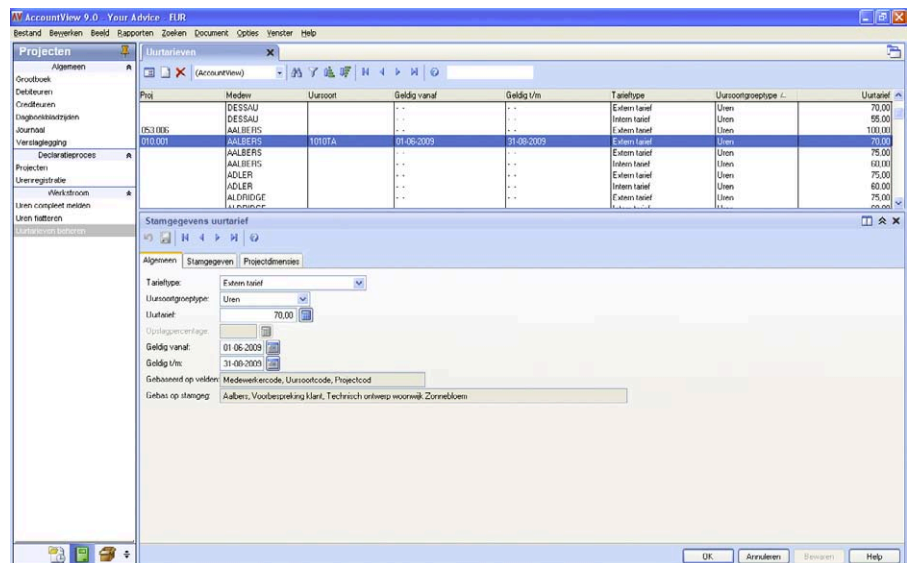 AccountView 9.0 - Your Advice - EUR
Bestand Bewerken Beeld Rapporten Zoeken Document Opties Venster Help
Projecten
Algemeen
Grootboek
Debiteuren
Crediteuren
Dagboekbladzijden
Journaal
Verslaglegging
Declaratieproces
Projecten
Urenregistratie
Werkstroom
Uren compleet melden
Uren fiatteren
Uurtarieven beheren
Uurtarieven
(AccountView)
Proj Medew Uursoort Geldig vanaf Geldig t/m Tarieftype Uursoortgroeptype Uurtarief
DESSAU - - - - Extern tarief Uren 70,00
DESSAU - - - - Intern tarief Uren 55,00
053.006 AALBERS - - - - Extern tarief Uren 100,00
010.001 AALBERS 1010TA 01-06-2009 31-08-2009 Extern tarief Uren 70,00
AALBERS - - - - Extern tarief Uren 75,00
AALBERS - - - - Intern tarief Uren 60,00
ADLER - - - - Extern tarief Uren 75,00
ADLER - - - - Intern tarief Uren 60,00
ALDRIDGE - - - - Extern tarief Uren 75,00
Stamgegevens uurtarief
Algemeen Stamgegeven Projectdimensies
Tarieftype: Extern tarief
Uursoortgroeptype: Uren
Uurtarief: 70,00
Opslagpercentage:
Geldig vanaf: 01-06-2009
Geldig t/m: 31-08-2009
Gebaseerd op velden: Medewerkercode, Uursoortcode, Projectcod
Gebas op stamgeg: Aalbers, Voorbespreking klant, Technisch ontwerp woonwijk Zonnebloem
OK Annuleren Bewaren Help